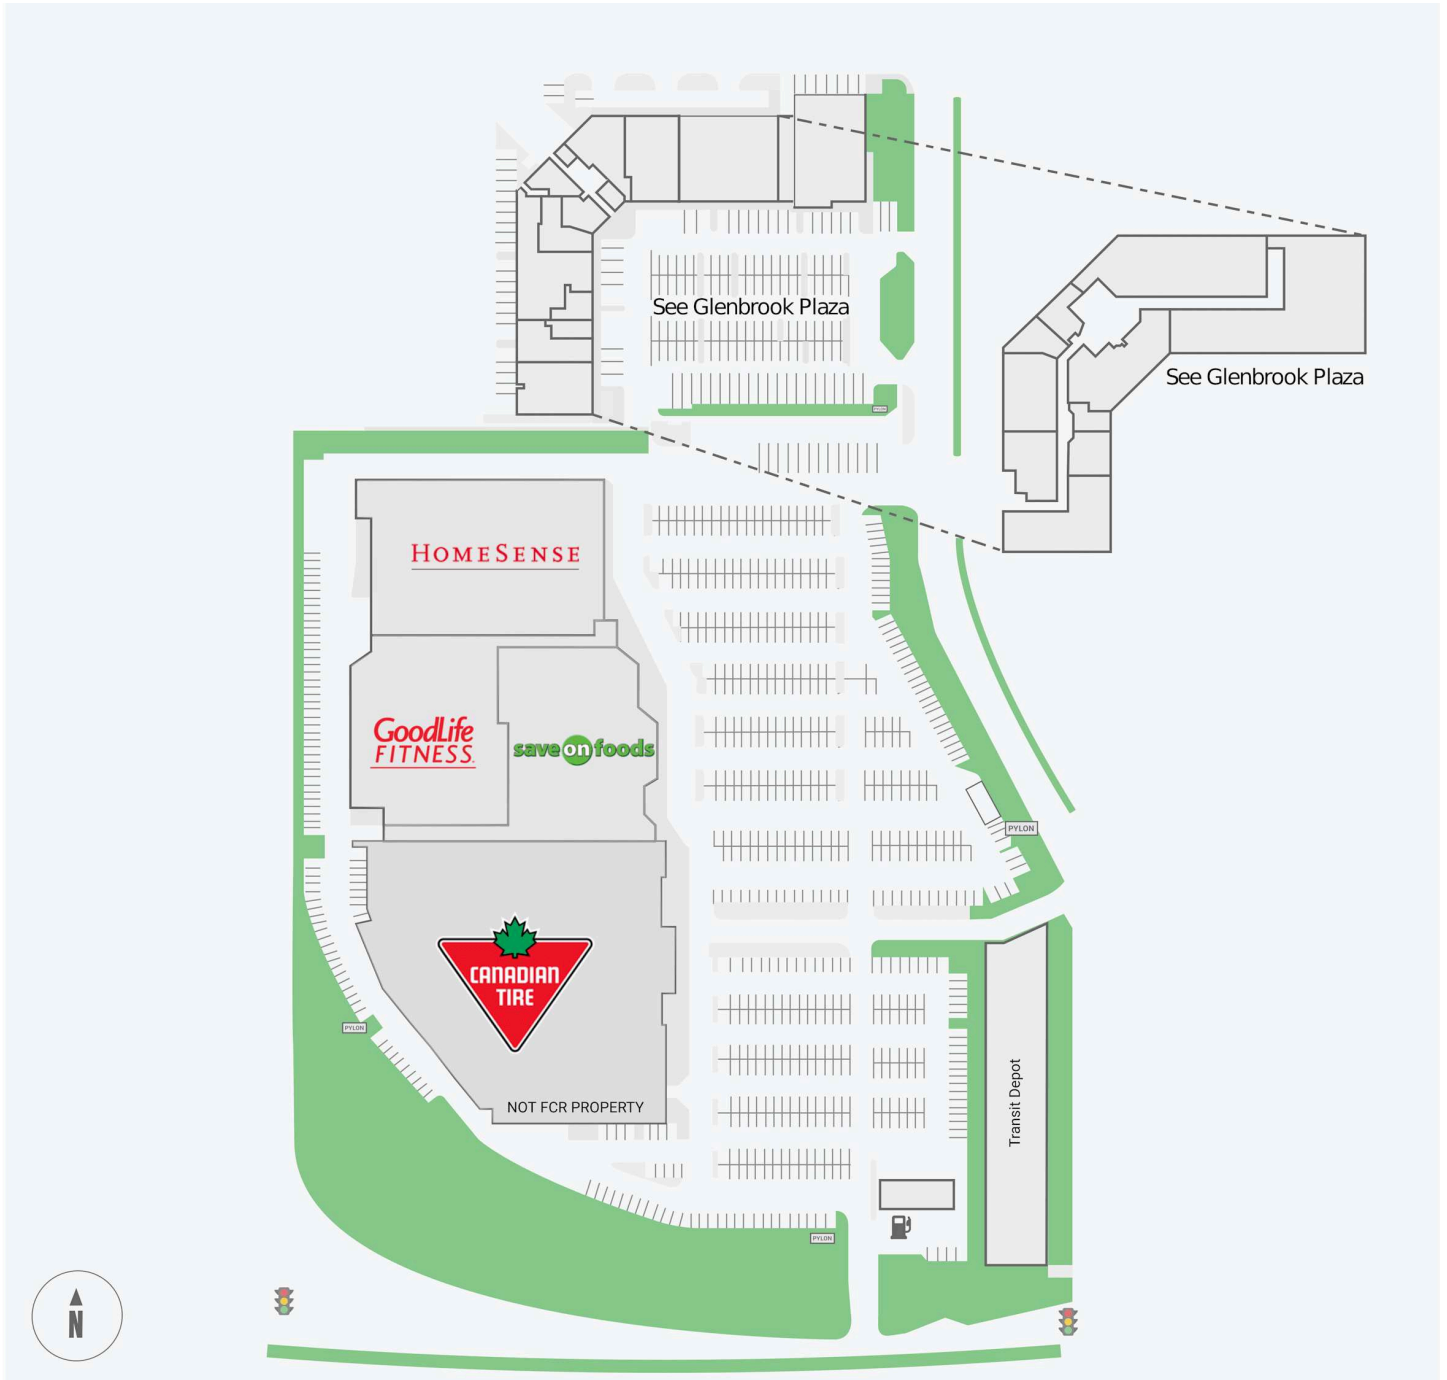 See Glenbrook Plaza
See Glenbrook Plaza
PYLON
HOMESENSE
GoodLife
FITNESS
save on foods
PYLON
CANADIAN
TIRE
PYLON
NOT FCR PROPERTY
Transit Depot
PYLON
N